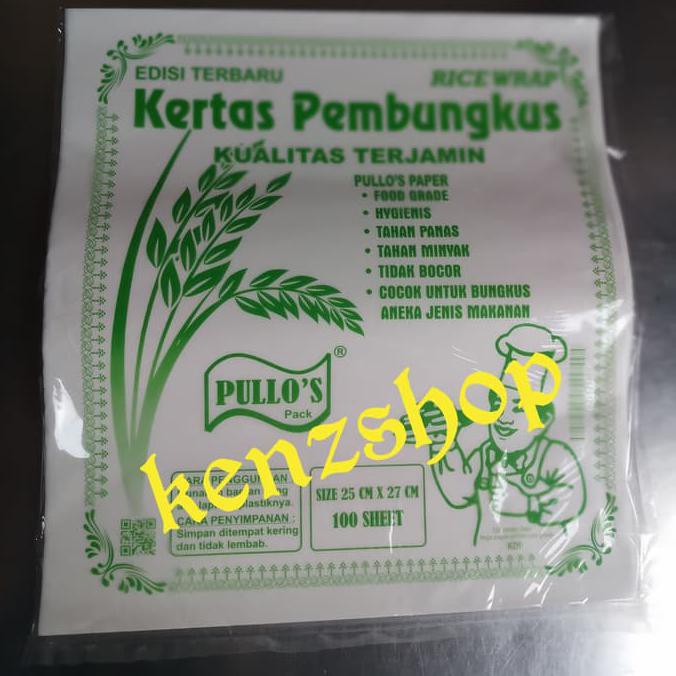 EDISI TERBARU
RICE WRAP
Kertas Pembungkus
KUALITAS TERJAMIN
PULLO'S PAPER
• FOOD GRADE
• HYGIENIS
• TAHAN PANAS
• TAHAN MINYAK
• TIDAK BOCOR
• COCOK UNTUK BUNGKUS
ANEKA JENIS MAKANAN
PULLO'S ®
Pack
kenzshop
CARA PENGGUNAAN
CARA PENYIMPANAN :
Simpan ditempat kering
dan tidak lembab.
SIZE 25 CM X 27 CM
100 SHEET